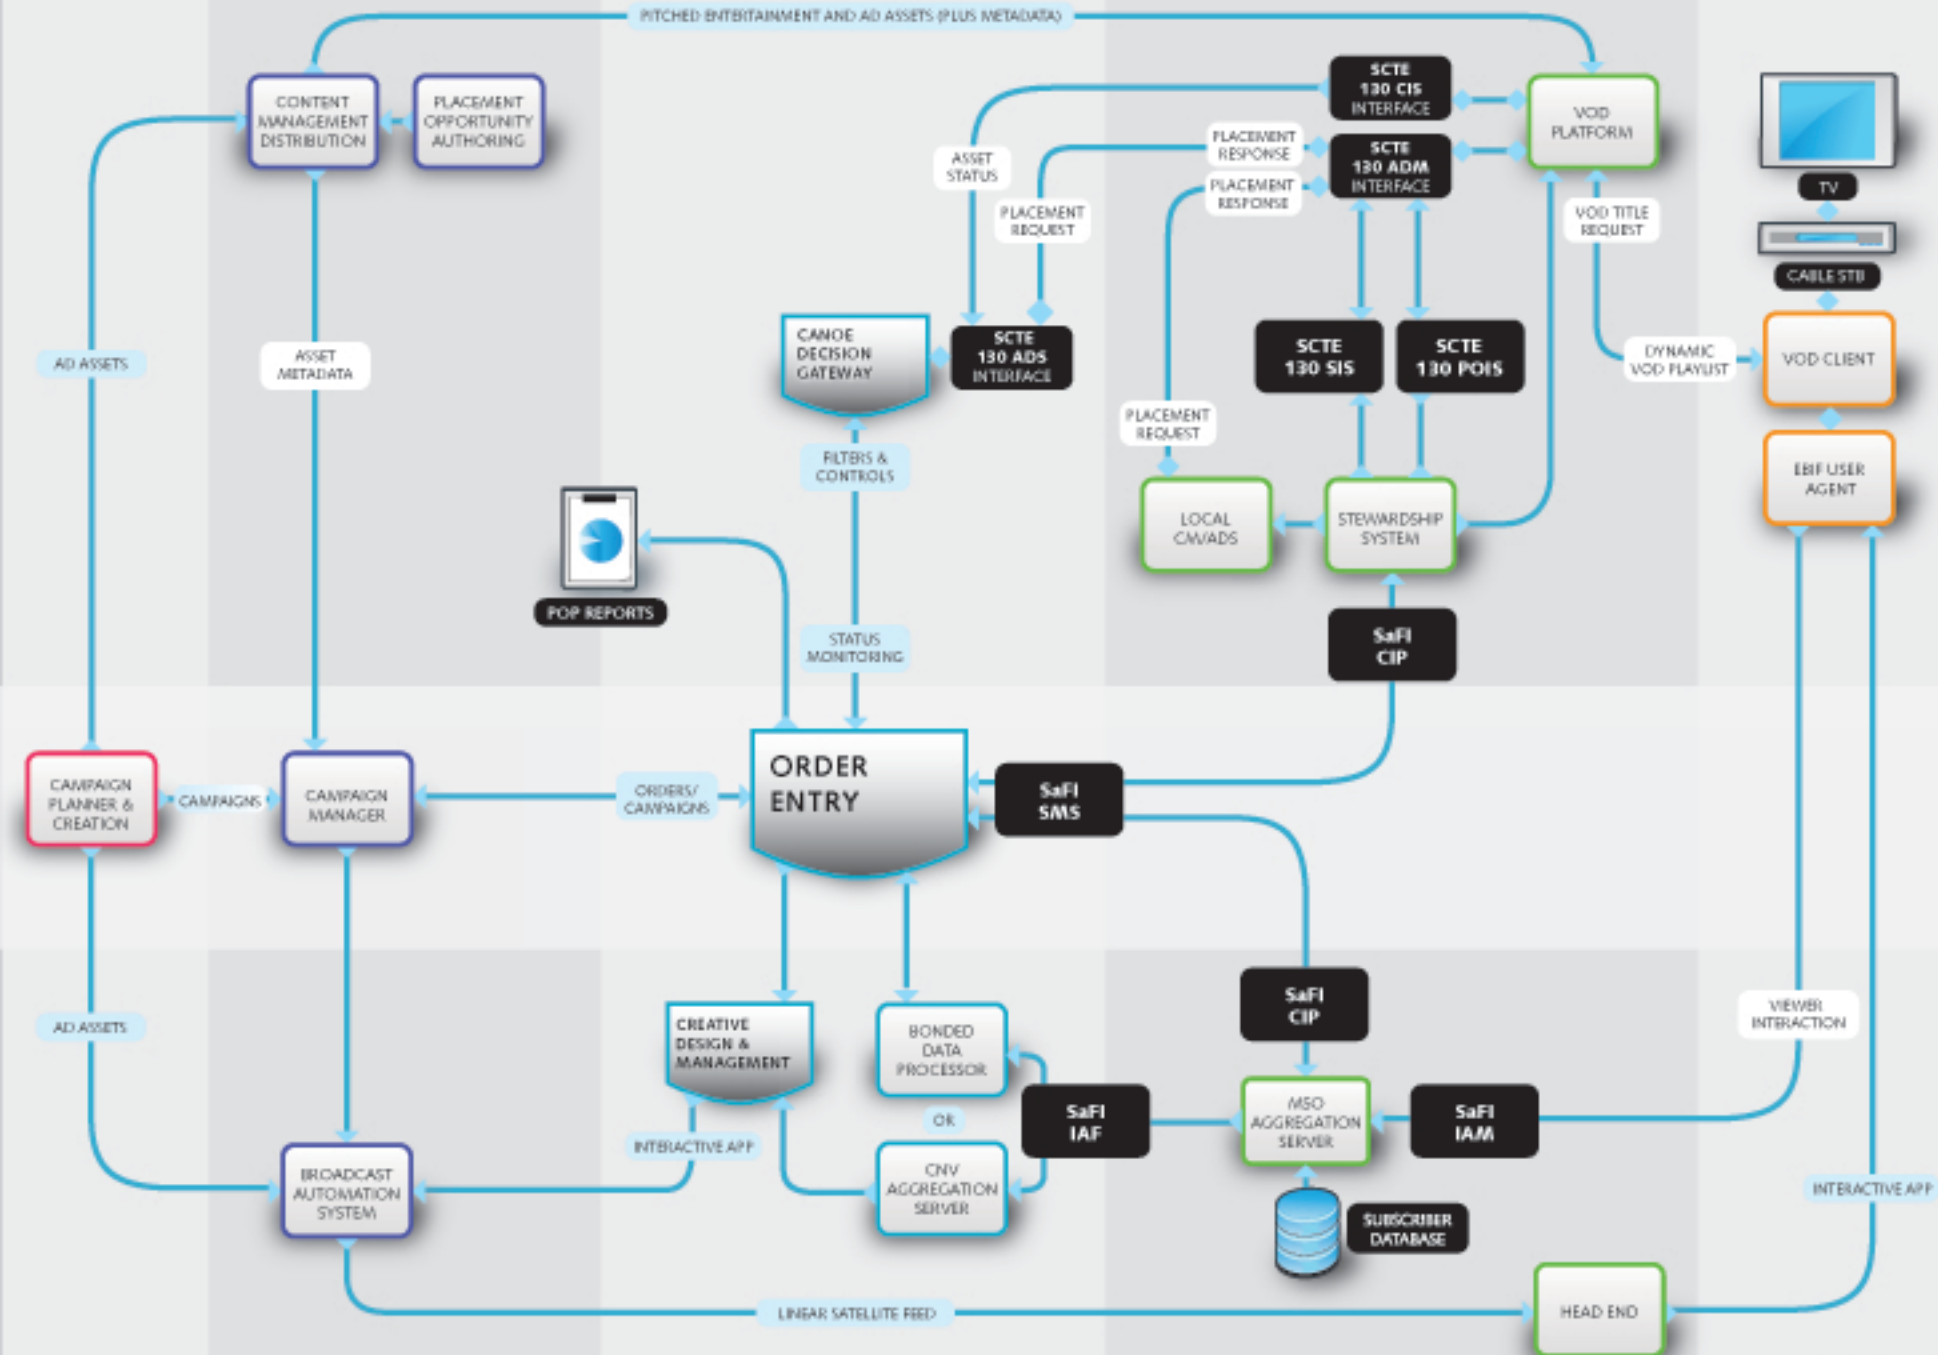 PITCHED ENTERTAINMENT AND AD ASSETS (PLUS METADATA)
CONTENT
MANAGEMENT
DISTRIBUTION
PLACEMENT
OPPORTUNITY
AUTHORING
SCTE
130 CIS
INTERFACE
VOD
PLATFORM
PLACEMENT
RESPONSE
SCTE
130 ADM
INTERFACE
PLACEMENT
RESPONSE
ASSET
STATUS
PLACEMENT
REQUEST
VOD TITLE
REQUEST
TV
CABLE STB
AD ASSETS
ASSET
METADATA
CANOE
DECISION
GATEWAY
SCTE
130 ADS
INTERFACE
SCTE
130 SIS
SCTE
130 POIS
DYNAMIC
VOD PLAYLIST
VOD CLIENT
PLACEMENT
REQUEST
FILTERS &
CONTROLS
EBIF USER
AGENT
LOCAL
CM/ADS
STEWARDSHIP
SYSTEM
POP REPORTS
STATUS
MONITORING
SaFI
CIP
CAMPAIGN
PLANNER &
CREATION
CAMPAIGNS
CAMPAIGN
MANAGER
ORDERS/
CAMPAIGNS
ORDER
ENTRY
SaFI
SMS
AD ASSETS
CREATIVE
DESIGN &
MANAGEMENT
BONDED
DATA
PROCESSOR
SaFI
CIP
VIEWER
INTERACTION
OR
SaFI
IAF
MSO
AGGREGATION
SERVER
SaFI
IAM
INTERACTIVE APP
BROADCAST
AUTOMATION
SYSTEM
CNV
AGGREGATION
SERVER
SUBSCRIBER
DATABASE
INTERACTIVE APP
LINEAR SATELLITE FEED
HEAD END